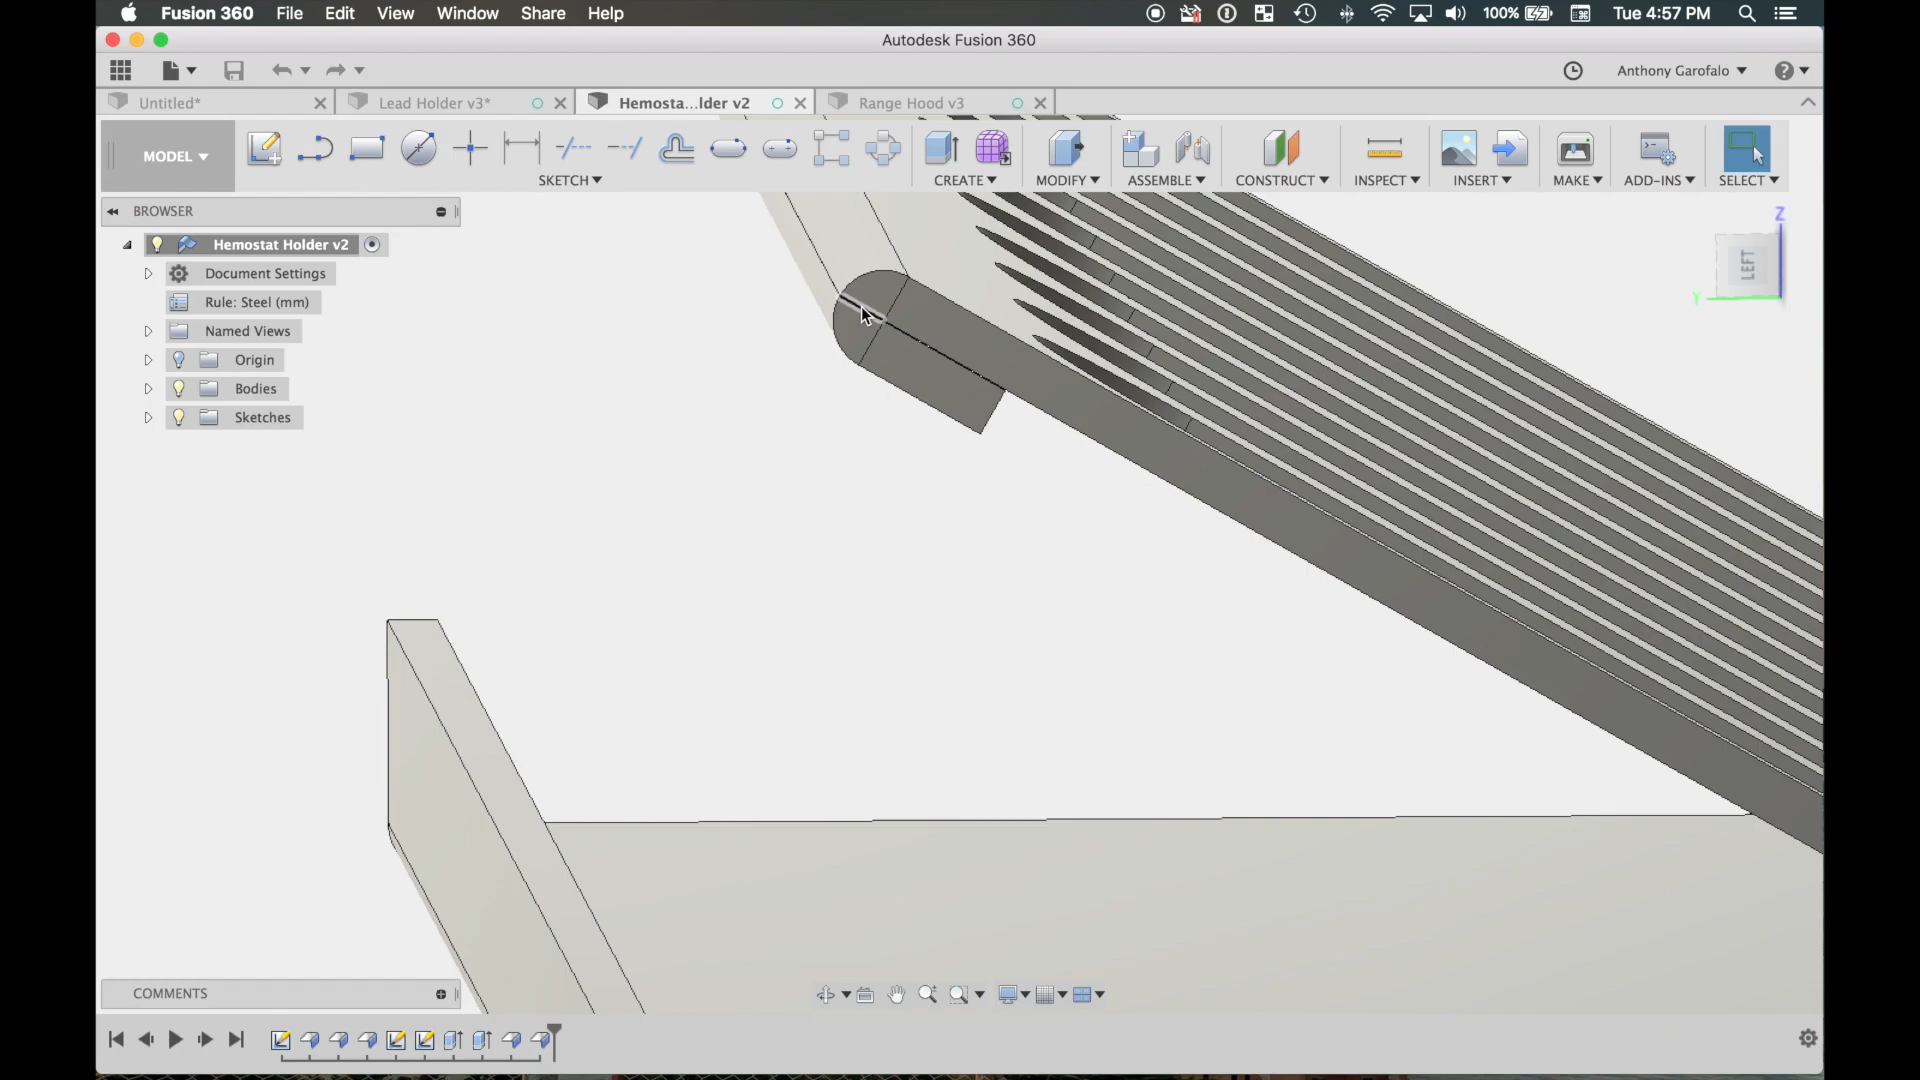 Fusion 360 File Edit View Window Share Help 100% Tue 4:57 PM
Autodesk Fusion 360
Anthony Garofalo
Untitled* Lead Holder v3* Hemosta...lder v2 Range Hood v3
MODEL
SKETCH CREATE MODIFY ASSEMBLE CONSTRUCT INSPECT INSERT MAKE ADD-INS SELECT
BROWSER
Hemostat Holder v2
Document Settings
Rule: Steel (mm)
Named Views
Origin
Bodies
Sketches
Z
LEFT
Y
COMMENTS